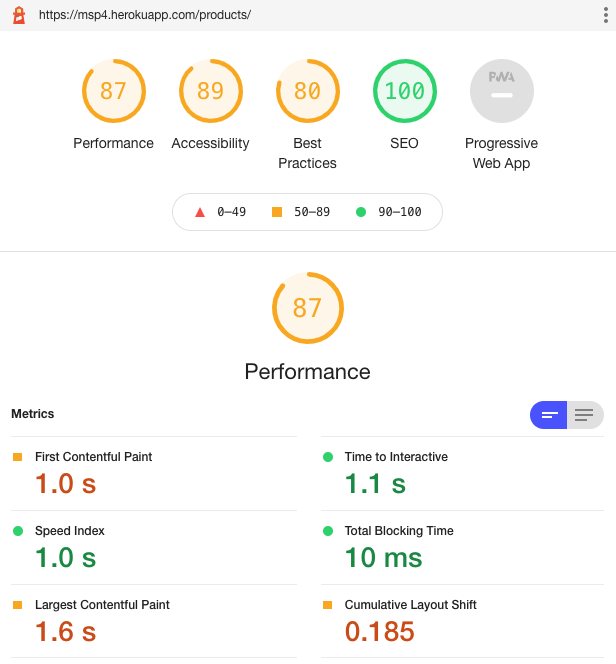 https://msp4.herokuapp.com/products/
87
89
80
100
PWA
Performance
Accessibility
Best
Practices
SEO
Progressive
Web App
0–49
50–89
90–100
87
Performance
Metrics
First Contentful Paint
1.0 s
Time to Interactive
1.1 s
Speed Index
1.0 s
Total Blocking Time
10 ms
Largest Contentful Paint
1.6 s
Cumulative Layout Shift
0.185